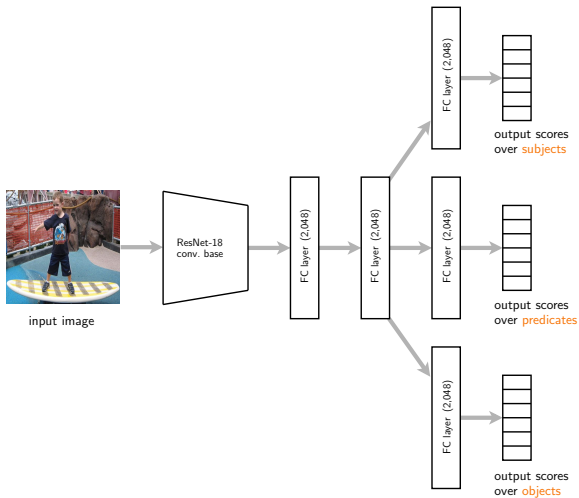 FC layer (2,048)
output scores
over subjects
input image
ResNet-18
conv. base
FC layer (2,048)
FC layer (2,048)
FC layer (2,048)
output scores
over predicates
FC layer (2,048)
output scores
over objects